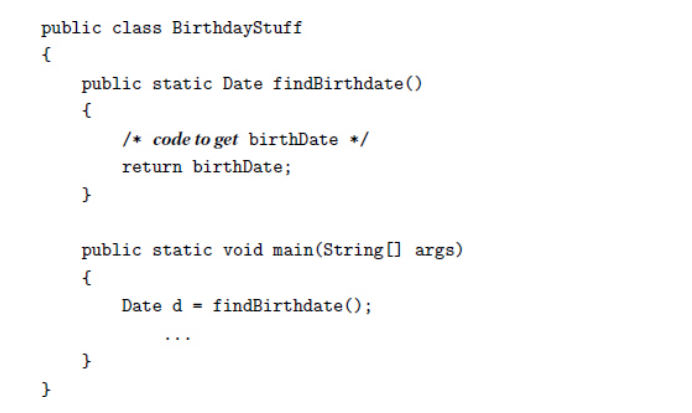 public class BirthdayStuff
{
public static Date findBirthdate()
{
/* code to get birthDate */
return birthDate;
}
public static void main(String[] args)
{
Date d = findBirthdate();
...
}
}